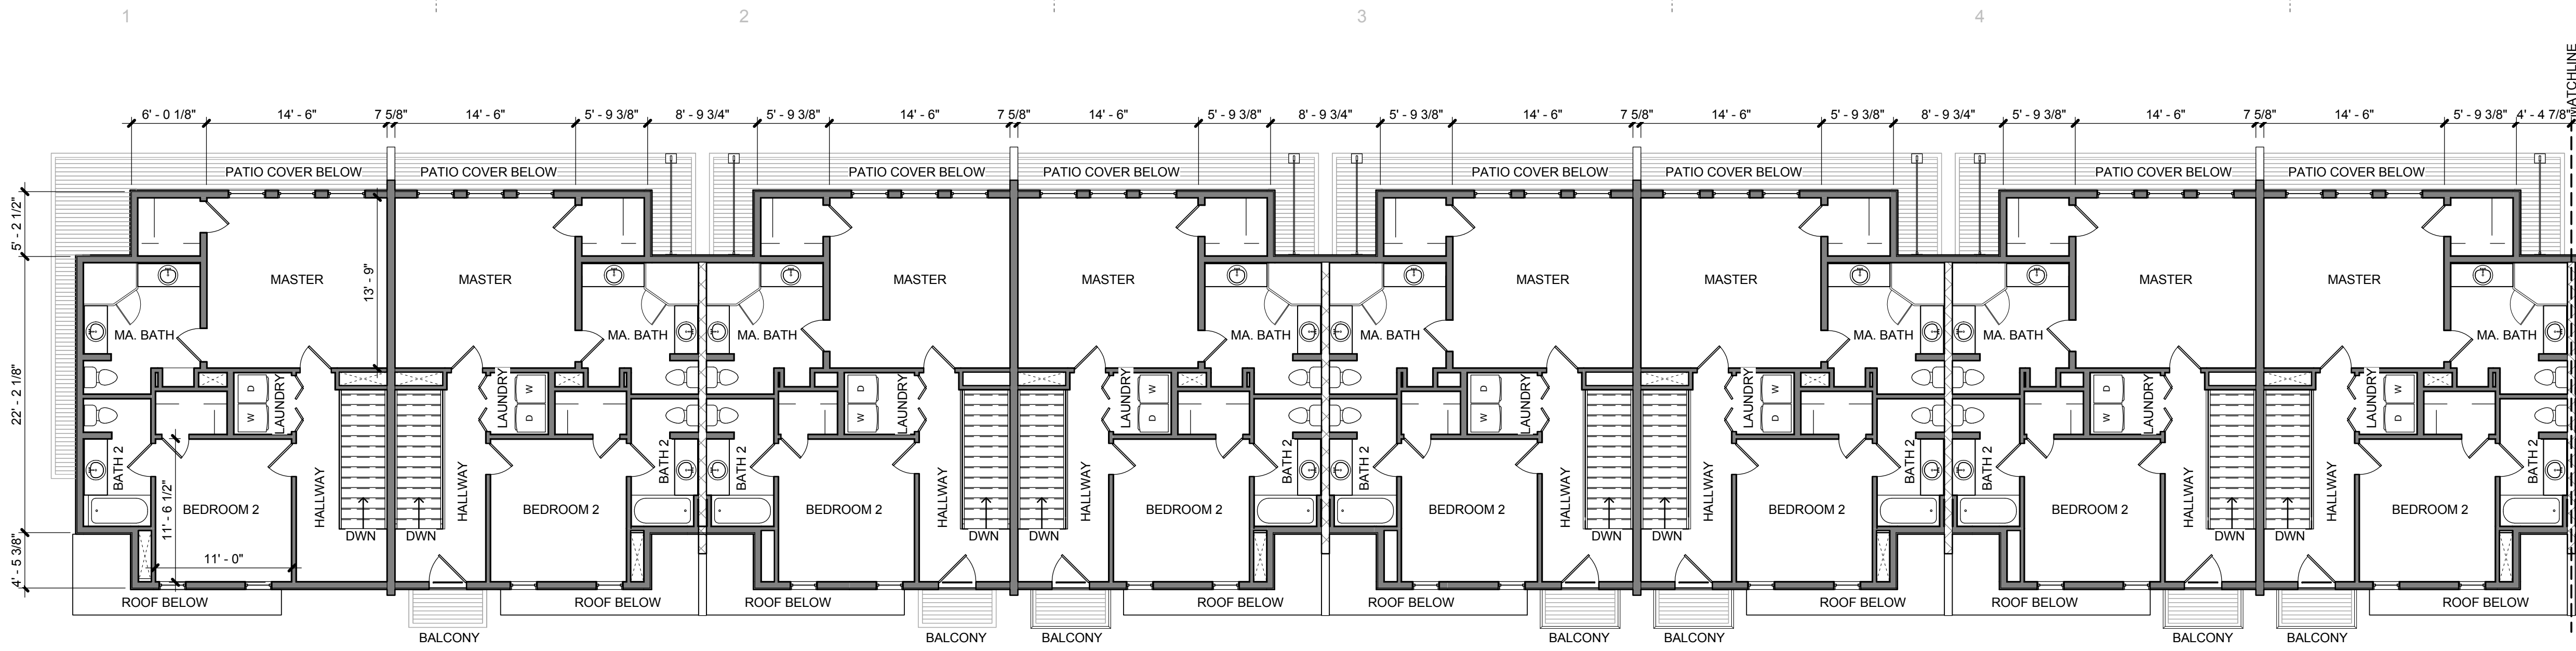 1 2 3 4
MATCHLINE
6' - 0 1/8" 14' - 6" 7 5/8" 14' - 6" 5' - 9 3/8" 8' - 9 3/4" 5' - 9 3/8" 14' - 6" 7 5/8" 14' - 6" 5' - 9 3/8" 8' - 9 3/4" 5' - 9 3/8" 14' - 6" 7 5/8" 14' - 6" 5' - 9 3/8" 8' - 9 3/4" 5' - 9 3/8" 14' - 6" 7 5/8" 14' - 6" 5' - 9 3/8" 4' - 4 7/8"
PATIO COVER BELOW PATIO COVER BELOW PATIO COVER BELOW PATIO COVER BELOW PATIO COVER BELOW PATIO COVER BELOW PATIO COVER BELOW PATIO COVER BELOW
5' - 2 1/2"
MASTER 13' - 9" MASTER MASTER MASTER MASTER MASTER MASTER MASTER
MA. BATH MA. BATH MA. BATH MA. BATH MA. BATH MA. BATH MA. BATH MA. BATH
22' - 2 1/8"
D W D W D W D W
W D W D W D W D
LAUNDRY LAUNDRY LAUNDRY LAUNDRY LAUNDRY LAUNDRY LAUNDRY LAUNDRY
BATH 2 BATH 2 BATH 2 BATH 2 BATH 2 BATH 2 BATH 2 BATH 2
HALLWAY HALLWAY HALLWAY HALLWAY HALLWAY HALLWAY HALLWAY HALLWAY
11' - 6 1/2"
BEDROOM 2 BEDROOM 2 BEDROOM 2 BEDROOM 2 BEDROOM 2 BEDROOM 2 BEDROOM 2 BEDROOM 2
DWN DWN DWN DWN DWN DWN DWN DWN
4' - 5 3/8"
11' - 0"
ROOF BELOW ROOF BELOW ROOF BELOW ROOF BELOW ROOF BELOW ROOF BELOW ROOF BELOW ROOF BELOW
BALCONY BALCONY BALCONY BALCONY BALCONY BALCONY BALCONY